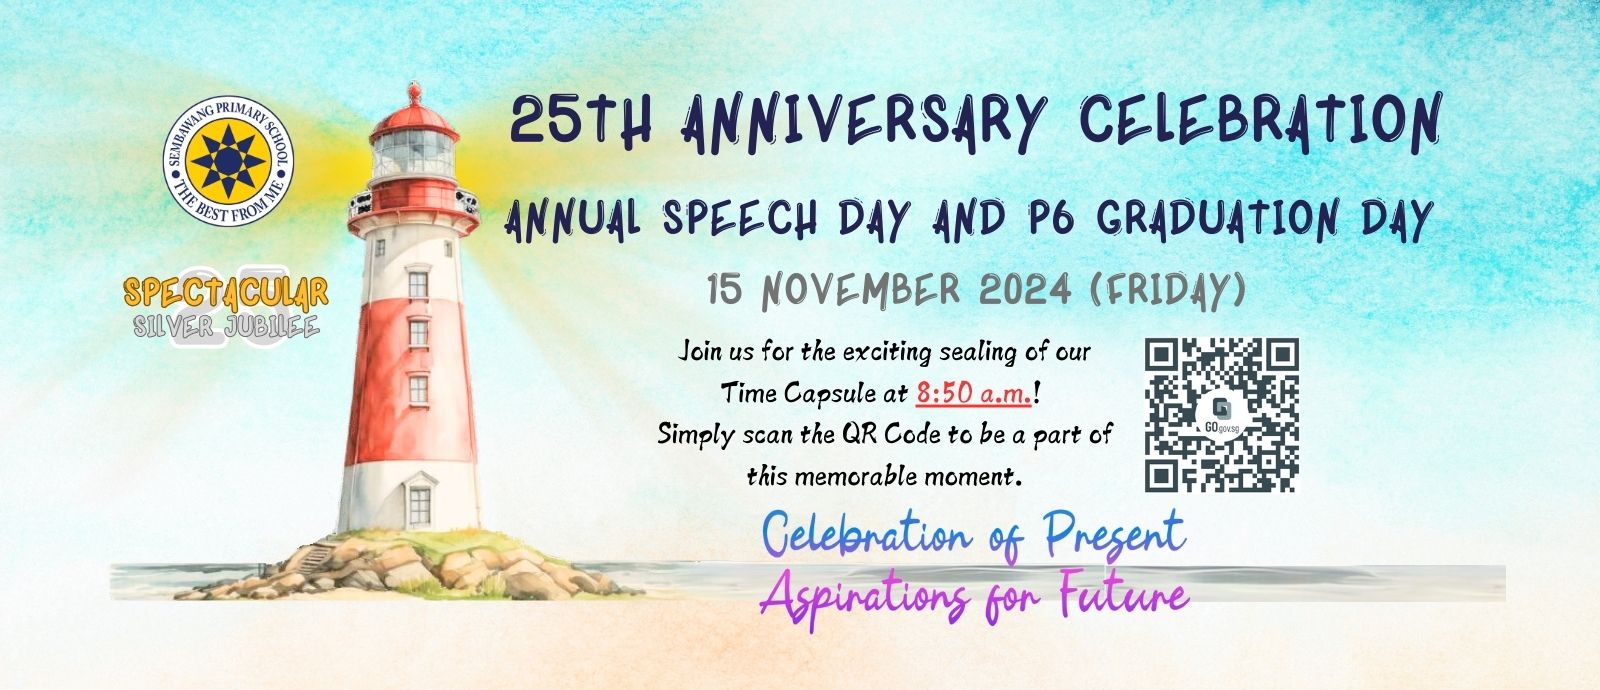 SEMBAWANG PRIMARY SCHOOL
THE BEST FROM ME
25
SPECTACULAR
SILVER JUBILEE
25TH ANNIVERSARY CELEBRATION
ANNUAL SPEECH DAY AND P6 GRADUATION DAY
15 NOVEMBER 2024 (FRIDAY)
Join us for the exciting sealing of our
Time Capsule at 8:50 a.m.!
Simply scan the QR Code to be a part of
this memorable moment.
GO.gov.sg
Celebration of Present
Aspirations for Future